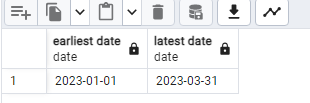 earliest date latest date
date date
1 2023-01-01 2023-03-31